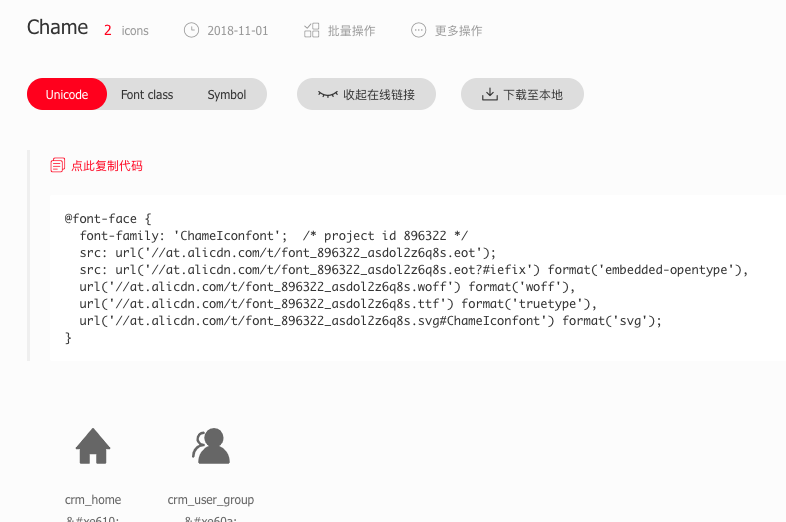 Chame 2 icons 2018-11-01 批量操作 更多操作
Unicode Font class Symbol 收起在线链接 下载至本地
点此复制代码
@font-face {
font-family: 'ChameIconfont'; /* project id 896322 */
src: url('//at.alicdn.com/t/font_896322_asdol2z6q8s.eot');
src: url('//at.alicdn.com/t/font_896322_asdol2z6q8s.eot?#iefix') format('embedded-opentype'),
url('//at.alicdn.com/t/font_896322_asdol2z6q8s.woff') format('woff'),
url('//at.alicdn.com/t/font_896322_asdol2z6q8s.ttf') format('truetype'),
url('//at.alicdn.com/t/font_896322_asdol2z6q8s.svg#ChameIconfont') format('svg');
}
crm_home crm_user_group
&#xe610; &#xe60a;